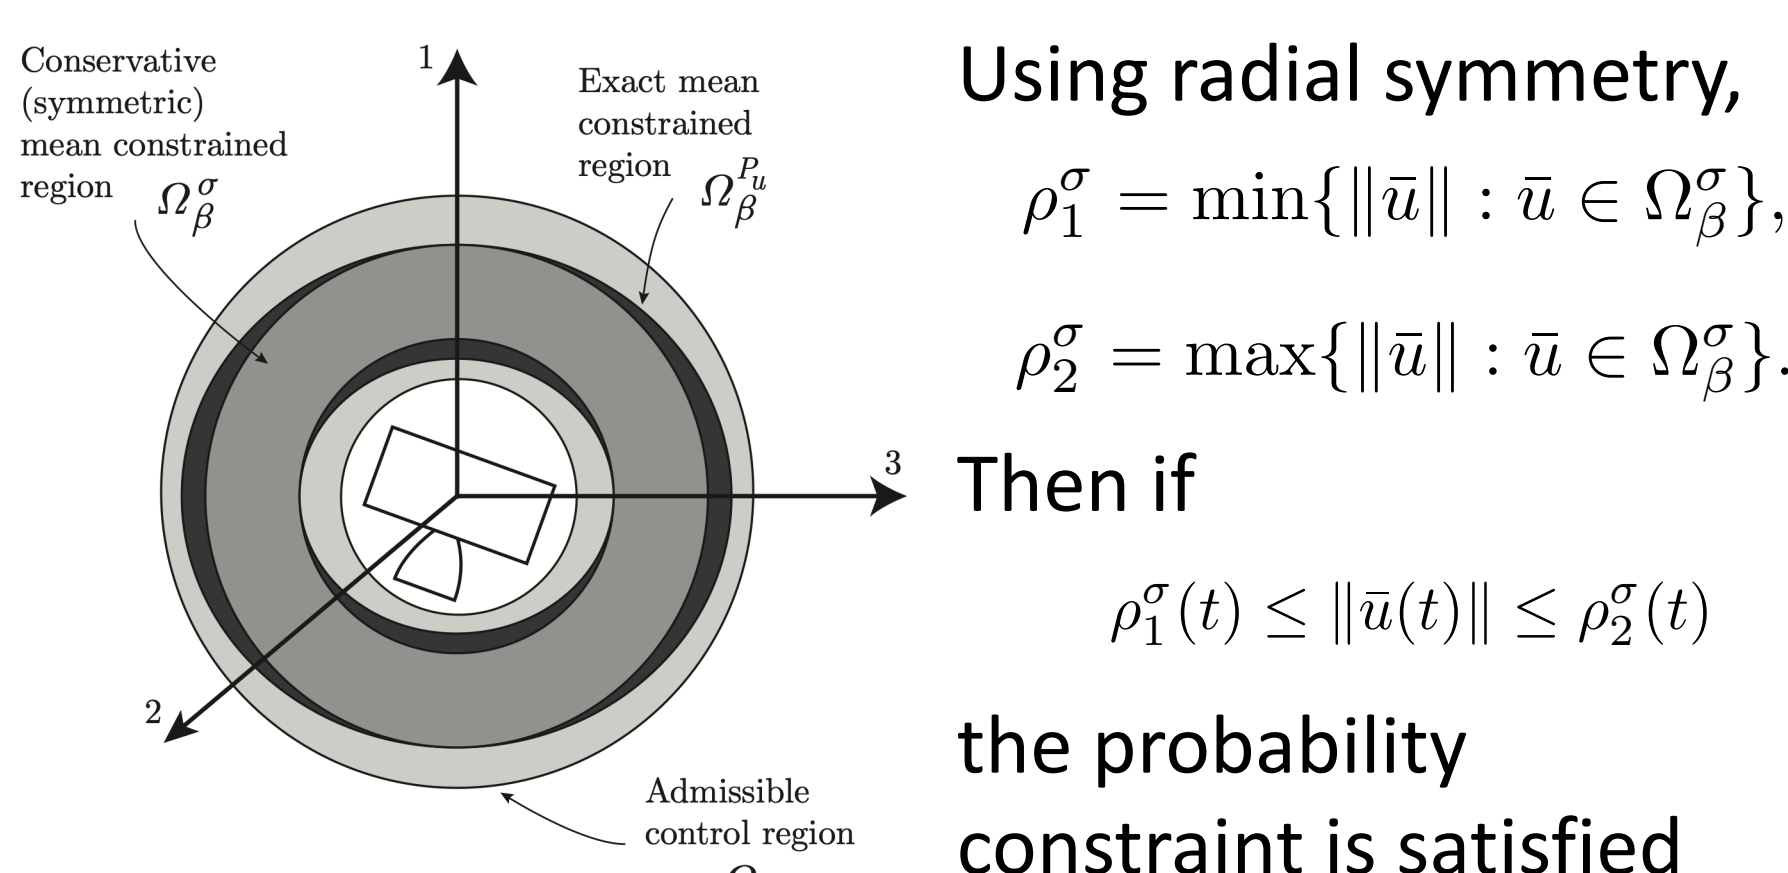 Conservative
(symmetric)
mean constrained
region Ω_β^σ
1
Exact mean
constrained
region Ω_β^{P_u}
3
2
Admissible
control region
Using radial symmetry,
ρ_1^σ = min{‖ū‖ : ū ∈ Ω_β^σ},
ρ_2^σ = max{‖ū‖ : ū ∈ Ω_β^σ}.
Then if
ρ_1^σ(t) ≤ ‖ū(t)‖ ≤ ρ_2^σ(t)
the probability
constraint is satisfied